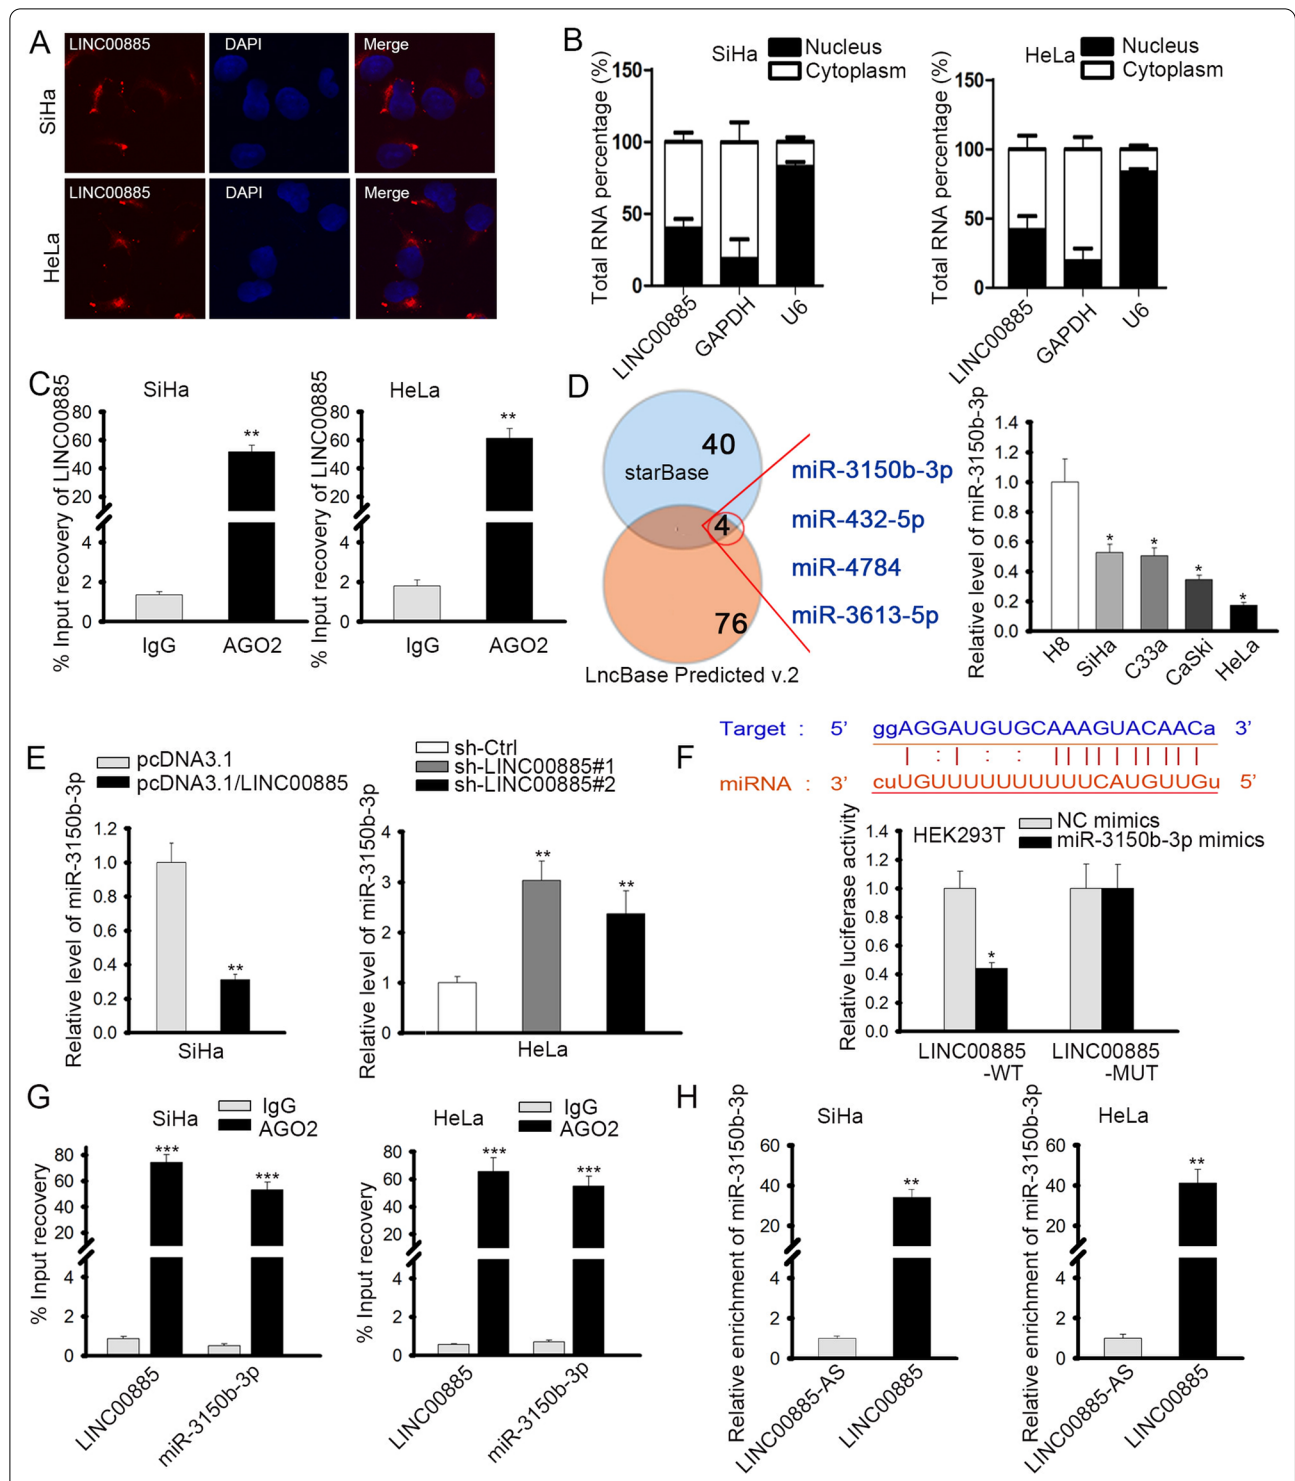 A
LINC00885 DAPI Merge
SiHa
LINC00885 DAPI Merge
HeLa
B
SiHa
Nucleus
Cytoplasm
Total RNA percentage (%)
150
100
50
0
LINC00885 GAPDH U6
HeLa
Nucleus
Cytoplasm
Total RNA percentage (%)
150
100
50
0
LINC00885 GAPDH U6
C
SiHa
% Input recovery of LINC00885
80
60
40
20
4
2
0
**
IgG AGO2
HeLa
% Input recovery of LINC00885
80
60
40
20
4
2
0
**
IgG AGO2
D
40
starBase
4
76
LncBase Predicted v.2
miR-3150b-3p
miR-432-5p
miR-4784
miR-3613-5p
Relative level of miR-3150b-3p
1.4
1.2
1.0
0.8
0.6
0.4
0.2
0.0
* * * *
H8 SiHa C33a CaSki HeLa
E
pcDNA3.1
pcDNA3.1/LINC00885
Relative level of miR-3150b-3p
1.2
1.0
0.8
0.6
0.4
0.2
0.0
**
SiHa
sh-Ctrl
sh-LINC00885#1
sh-LINC00885#2
Relative level of miR-3150b-3p
4
3
2
1
0
** **
HeLa
F
Target : 5’ ggAGGAUGUGCAAAGUACAACa 3’
miRNA : 3’ cuUGUUUUUUUUUUCAUGUUGu 5’
HEK293T
NC mimics
miR-3150b-3p mimics
Relative luciferase activity
1.4
1.2
1.0
0.8
0.6
0.4
0.2
0.0
*
LINC00885 LINC00885
-WT -MUT
G
SiHa
IgG
AGO2
% Input recovery
80
60
40
20
4
2
0
*** ***
LINC00885 miR-3150b-3p
HeLa
IgG
AGO2
% Input recovery
80
60
40
20
4
2
0
*** ***
LINC00885 miR-3150b-3p
H
SiHa
Relative enrichment of miR-3150b-3p
60
40
20
4
2
0
**
LINC00885-AS LINC00885
HeLa
Relative enrichment of miR-3150b-3p
60
40
20
4
2
0
**
LINC00885-AS LINC00885